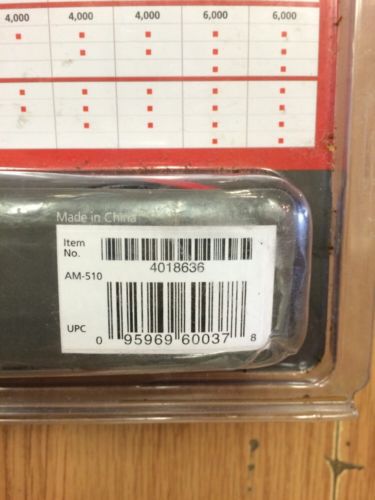 4,000 4,000 4,000 6,000 6,000
Made in China
Item
No.
4018636
AM-510
UPC
0 95969 60037 8